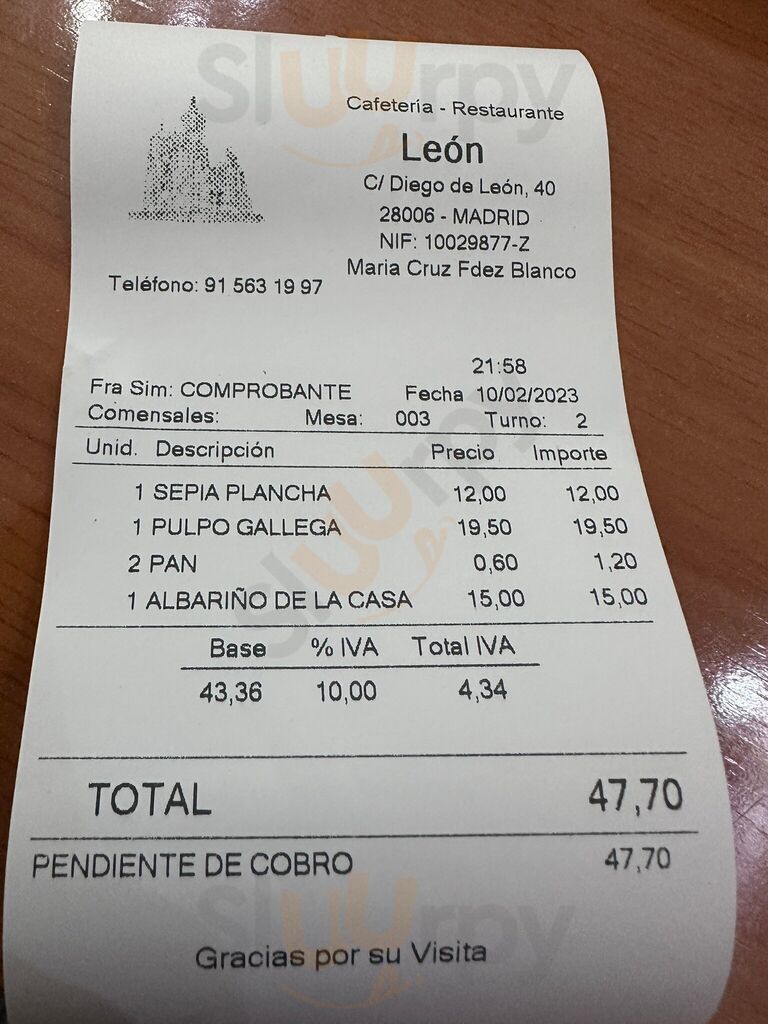 Cafetería - Restaurante
León
C/ Diego de León, 40
28006 - MADRID
NIF: 10029877-Z
Maria Cruz Fdez Blanco
Teléfono: 91 563 19 97
21:58
Fra Sim: COMPROBANTE Fecha 10/02/2023
Comensales: Mesa: 003 Turno: 2
Unid. Descripción Precio Importe
1 SEPIA PLANCHA 12,00 12,00
1 PULPO GALLEGA 19,50 19,50
2 PAN 0,60 1,20
1 ALBARIÑO DE LA CASA 15,00 15,00
Base % IVA Total IVA
43,36 10,00 4,34
TOTAL 47,70
PENDIENTE DE COBRO 47,70
Gracias por su Visita
Slurpy
Slurpy
Slurpy